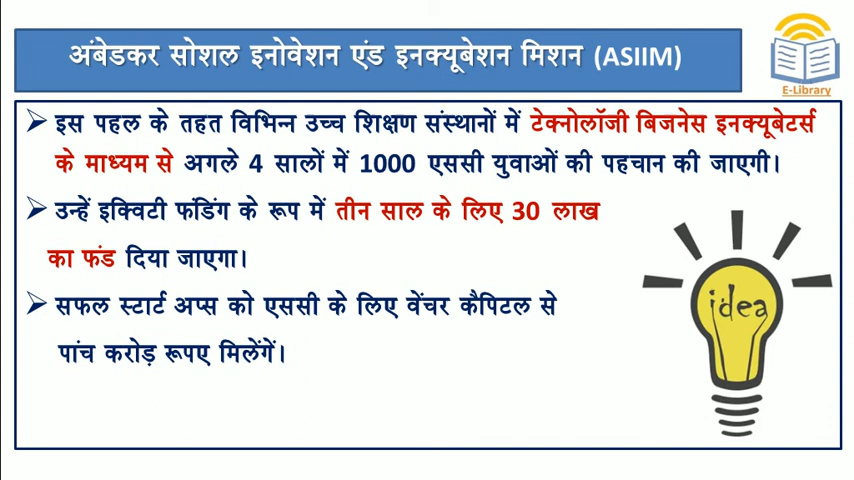 अंबेडकर सोशल इनोवेशन एंड इनक्यूबेशन मिशन (ASIIM)
E-Library
इस पहल के तहत विभिन्न उच्च शिक्षण संस्थानों में टेक्नोलॉजी बिजनेस इनक्यूबेटर्स
के माध्यम से अगले 4 सालों में 1000 एससी युवाओं की पहचान की जाएगी।
उन्हें इक्विटी फंडिंग के रूप में तीन साल के लिए 30 लाख
का फंड दिया जाएगा।
सफल स्टार्ट अप्स को एससी के लिए वेंचर कैपिटल से
पांच करोड़ रूपए मिलेंगें।
idea